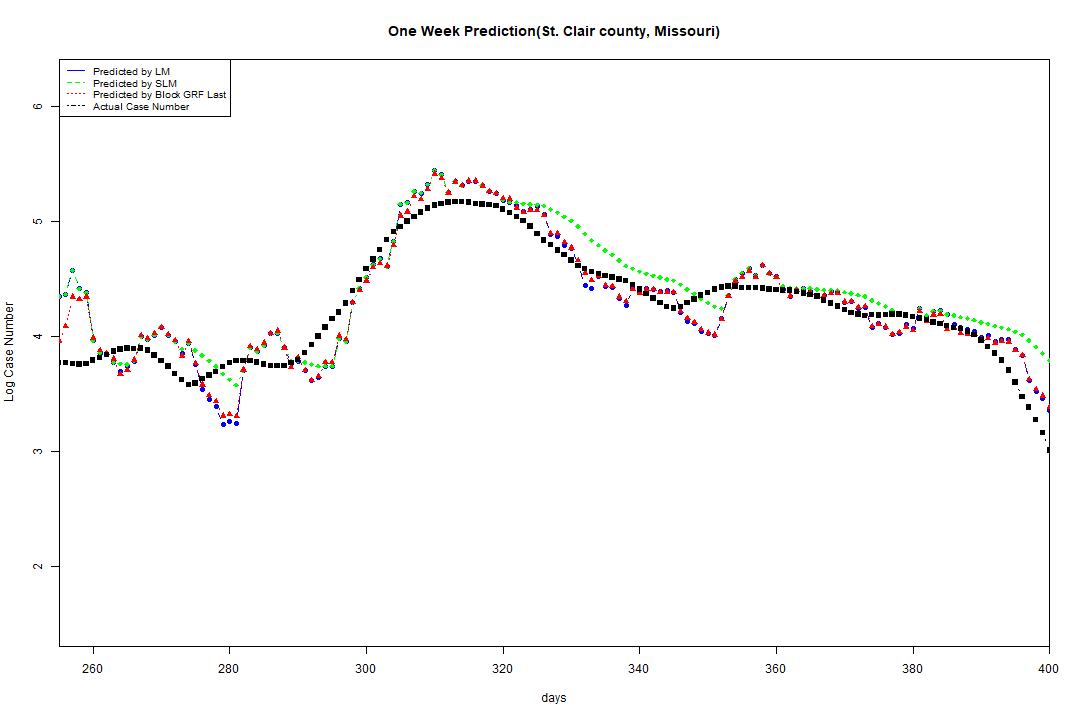 One Week Prediction(St. Clair county, Missouri)
Predicted by LM
Predicted by SLM
Predicted by Block GRF Last
Actual Case Number
6
5
4
3
2
Log Case Number
260 280 300 320 340 360 380 400
days